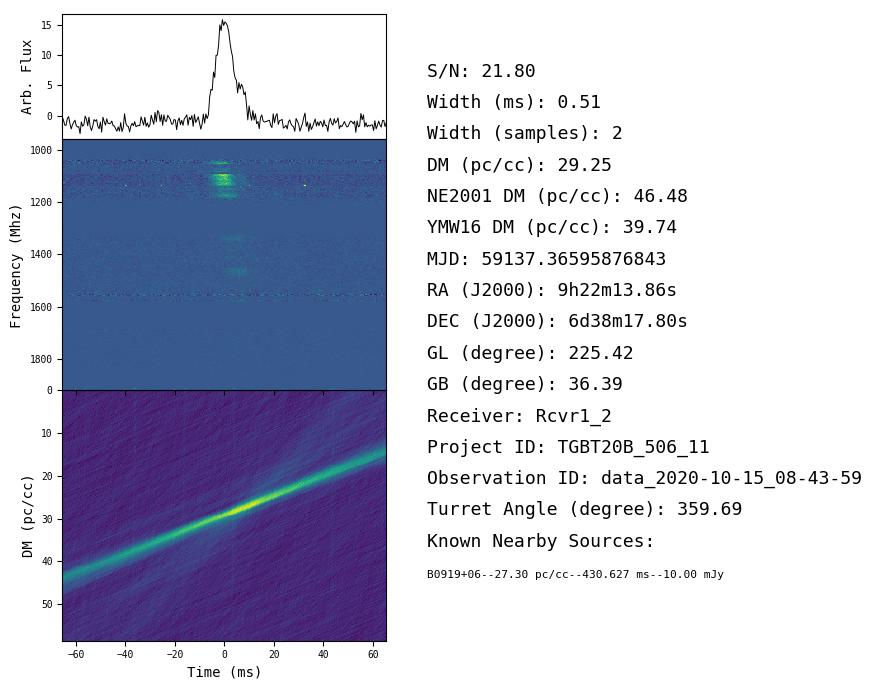 15
10
5
0
Arb. Flux
1000
1200
1400
1600
1800
Frequency (Mhz)
0
10
20
30
40
50
DM (pc/cc)
−60 −40 −20 0 20 40 60
Time (ms)
S/N: 21.80
Width (ms): 0.51
Width (samples): 2
DM (pc/cc): 29.25
NE2001 DM (pc/cc): 46.48
YMW16 DM (pc/cc): 39.74
MJD: 59137.36595876843
RA (J2000): 9h22m13.86s
DEC (J2000): 6d38m17.80s
GL (degree): 225.42
GB (degree): 36.39
Receiver: Rcvr1_2
Project ID: TGBT20B_506_11
Observation ID: data_2020-10-15_08-43-59
Turret Angle (degree): 359.69
Known Nearby Sources:
B0919+06--27.30 pc/cc--430.627 ms--10.00 mJy